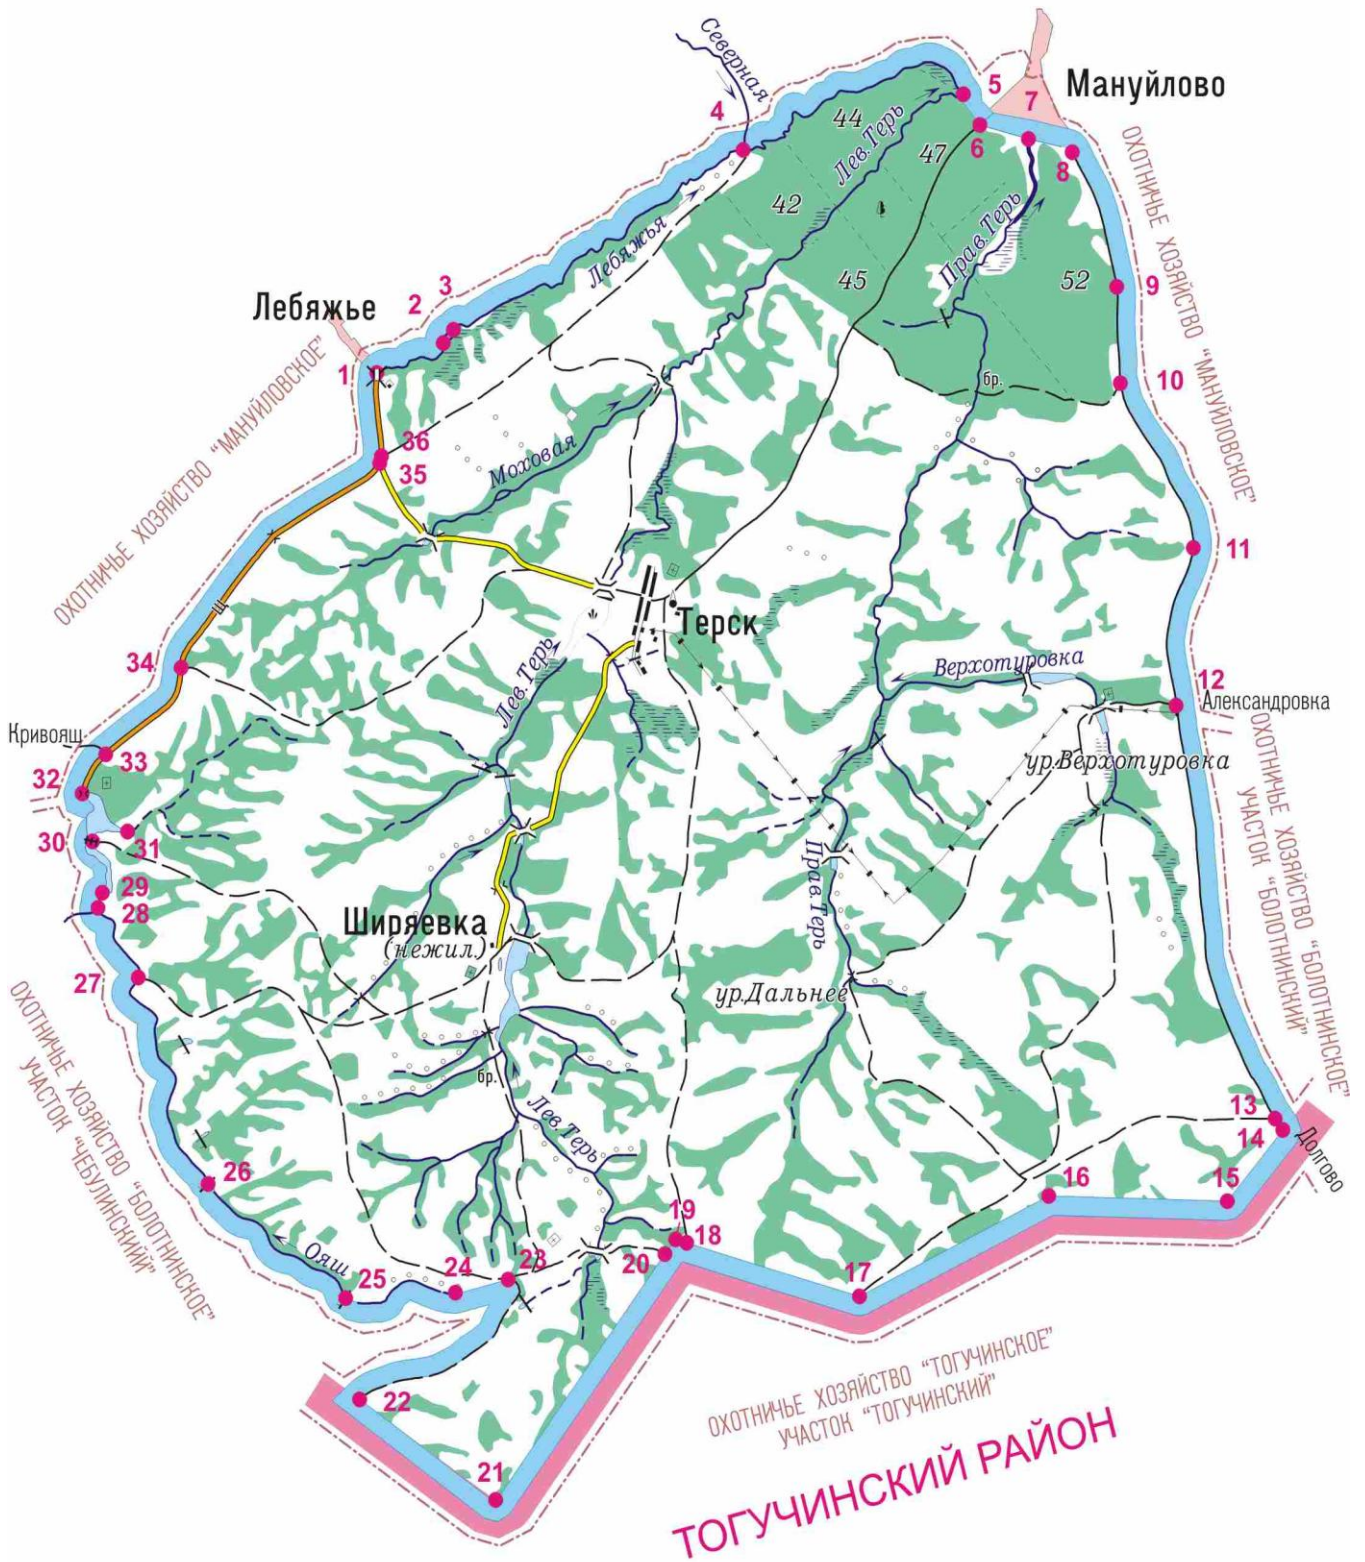 Северная
4
5
7
Мануйлово
44
Лев.Терь
47
6
8
ОХОТНИЧЬЕ ХОЗЯЙСТВО "МАНУЙЛОВСКОЕ"
42
Прав.Терь
Лебяжья
45
52
9
3
2
Лебяжье
1
ОХОТНИЧЬЕ ХОЗЯЙСТВО "МАНУЙЛОВСКОЕ"
бр.
10
36
35
Моховая
11
Терск
34
Лев.Терь
Верхотуровка
12
Александровка
Кривояш
33
ур.Верхотуровка
32
30
31
ОХОТНИЧЬЕ ХОЗЯЙСТВО "БОЛОТНИНСКОЕ"
УЧАСТОК "БОЛОТНИНСКИЙ"
Прав.Терь
29
28
Ширяевка
(нежил.)
27
ур.Дальнее
ОХОТНИЧЬЕ ХОЗЯЙСТВО "БОЛОТНИНСКОЕ"
УЧАСТОК "ЧЕБУЛИНСКИЙ"
бр.
Лев.Терь
13
14
Долгово
26
16
15
19
18
20
Ояш
25
24
23
17
22
21
ОХОТНИЧЬЕ ХОЗЯЙСТВО "ТОГУЧИНСКОЕ"
УЧАСТОК "ТОГУЧИНСКИЙ"
ТОГУЧИНСКИЙ РАЙОН